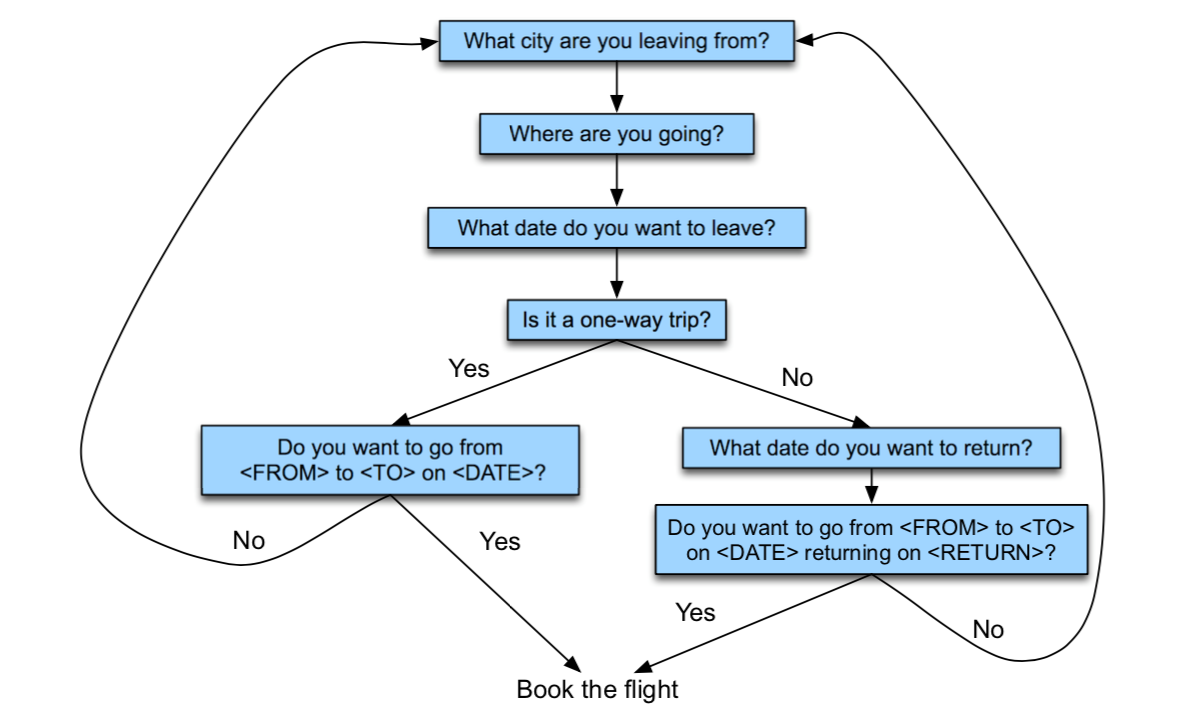 What city are you leaving from?
Where are you going?
What date do you want to leave?
Is it a one-way trip?
Yes
No
Do you want to go from
<FROM> to <TO> on <DATE>?
What date do you want to return?
Do you want to go from <FROM> to <TO>
on <DATE> returning on <RETURN>?
No
Yes
Yes
No
Book the flight